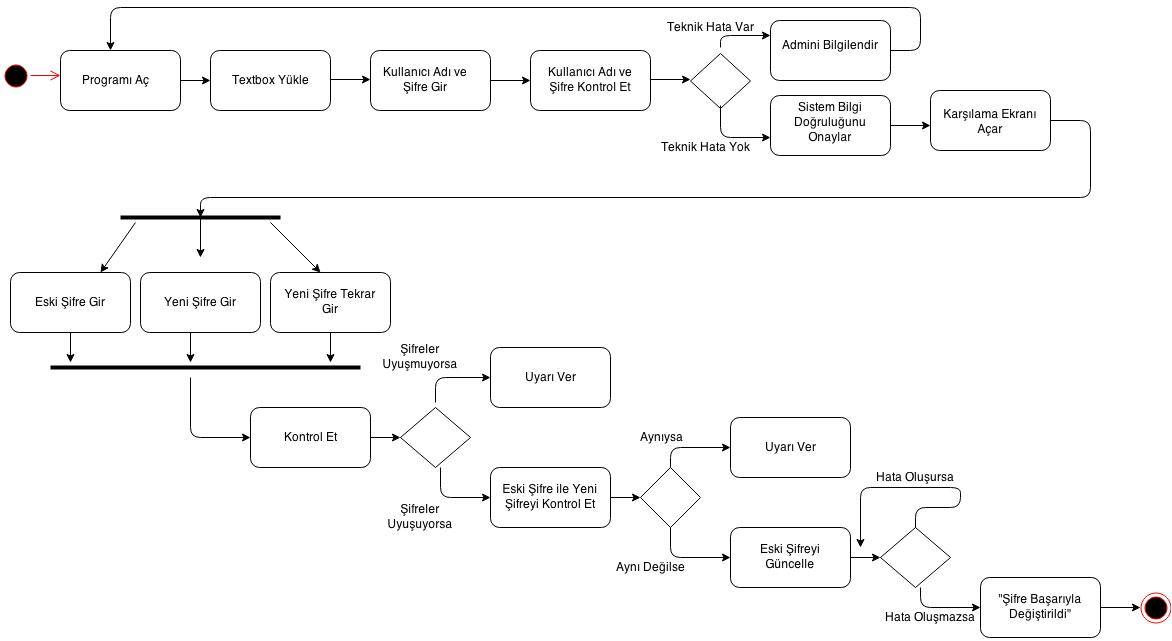 Teknik Hata Var
Admini Bilgilendir
Programı Aç
Textbox Yükle
Kullanıcı Adı ve
Şifre Gir
Kullanıcı Adı ve
Şifre Kontrol Et
Teknik Hata Yok
Sistem Bilgi
Doğruluğunu
Onaylar
Karşılama Ekranı
Açar
Eski Şifre Gir
Yeni Şifre Gir
Yeni Şifre Tekrar
Gir
Şifreler
Uyuşmuyorsa
Uyarı Ver
Kontrol Et
Şifreler
Uyuşuyorsa
Eski Şifre ile Yeni
Şifreyi Kontrol Et
Aynıysa
Uyarı Ver
Aynı Değilse
Eski Şifreyi
Güncelle
Hata Oluşursa
Hata Oluşmazsa
"Şifre Başarıyla
Değiştirildi"